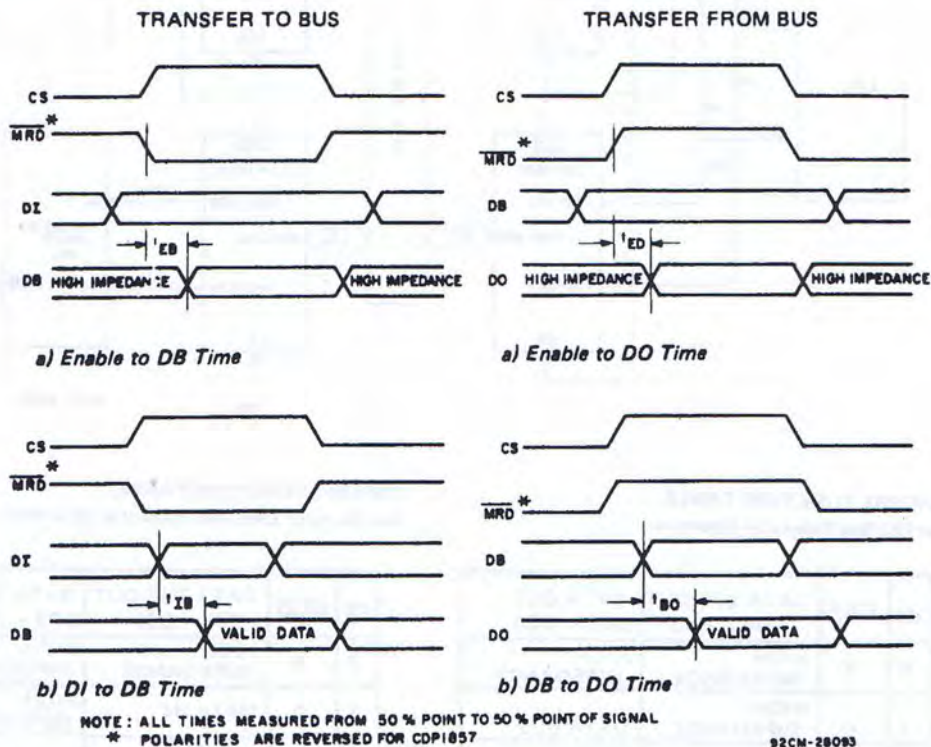 TRANSFER TO BUS
CS
MRD*
DI
tEB
DB HIGH IMPEDANCE HIGH IMPEDANCE
a) Enable to DB Time
CS
MRD*
DI
tIB
DB VALID DATA
b) DI to DB Time
TRANSFER FROM BUS
CS
MRD*
DB
tED
DO HIGH IMPEDANCE HIGH IMPEDANCE
a) Enable to DO Time
CS
MRD*
DB
tBO
DO VALID DATA
b) DB to DO Time
NOTE: ALL TIMES MEASURED FROM 50 % POINT TO 50 % POINT OF SIGNAL
* POLARITIES ARE REVERSED FOR CDP1857
92CM-28093